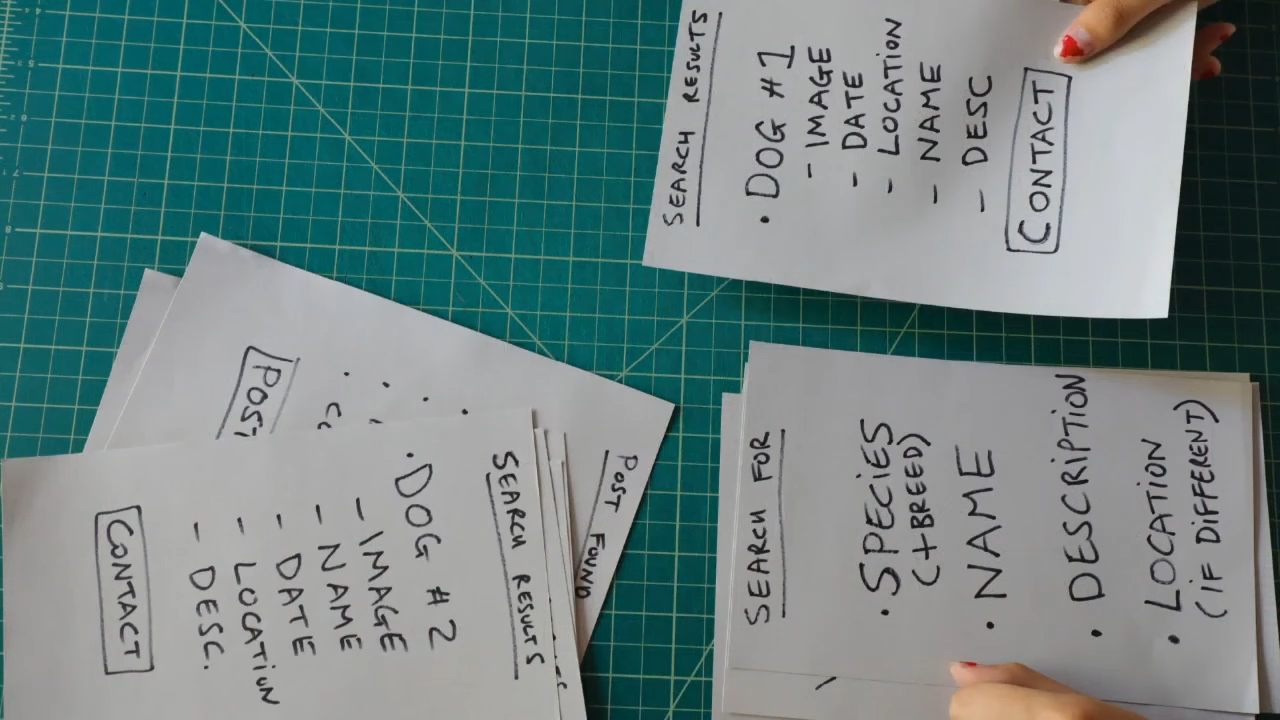 SEARCH RESULTS
• DOG #1
- IMAGE
- DATE
- LOCATION
- NAME
- DESC
CONTACT
SEARCH FOR
• SPECIES
(+BREED)
• NAME
• DESCRIPTION
• LOCATION
(IF DIFFERENT)
SEARCH RESULTS
• DOG #2
- IMAGE
- NAME
- DATE
- LOCATION
- DESC.
CONTACT
POST FOUND
POST